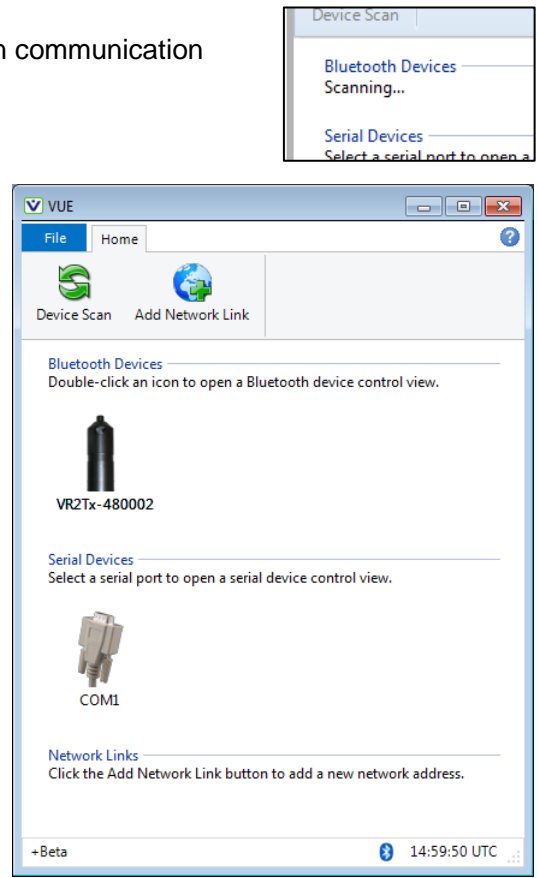 communication
Device Scan
Bluetooth Devices
Scanning...
Serial Devices
Select a serial port to open a
VUE
File Home
Device Scan Add Network Link
Bluetooth Devices
Double-click an icon to open a Bluetooth device control view.
VR2Tx-480002
Serial Devices
Select a serial port to open a serial device control view.
COM1
Network Links
Click the Add Network Link button to add a new network address.
+Beta 14:59:50 UTC